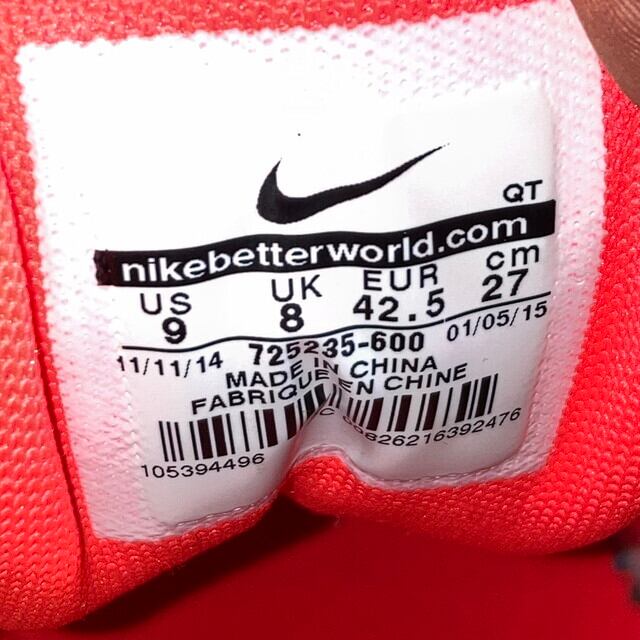 QT
nikebetterworld.com
US UK EUR cm
9 8 42.5 27
11/11/14 725235-600 01/05/15
MADE IN CHINA
FABRIQUE EN CHINE
105394496